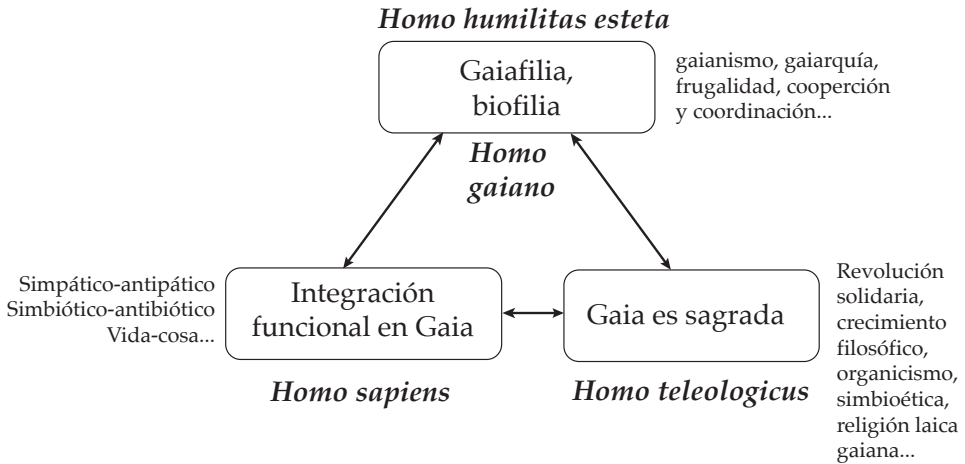 Homo humilitas esteta
Gaiafilia,
biofilia
gaianismo, gaiarquía,
frugalidad, cooperción
y coordinación...
Homo
gaiano
Simpático-antipático
Simbiótico-antibiótico
Vida-cosa...
Integración
funcional en Gaia
Homo sapiens
Gaia es sagrada
Homo teleologicus
Revolución
solidaria,
crecimiento
filosófico,
organicismo,
simbioética,
religión laica
gaiana...